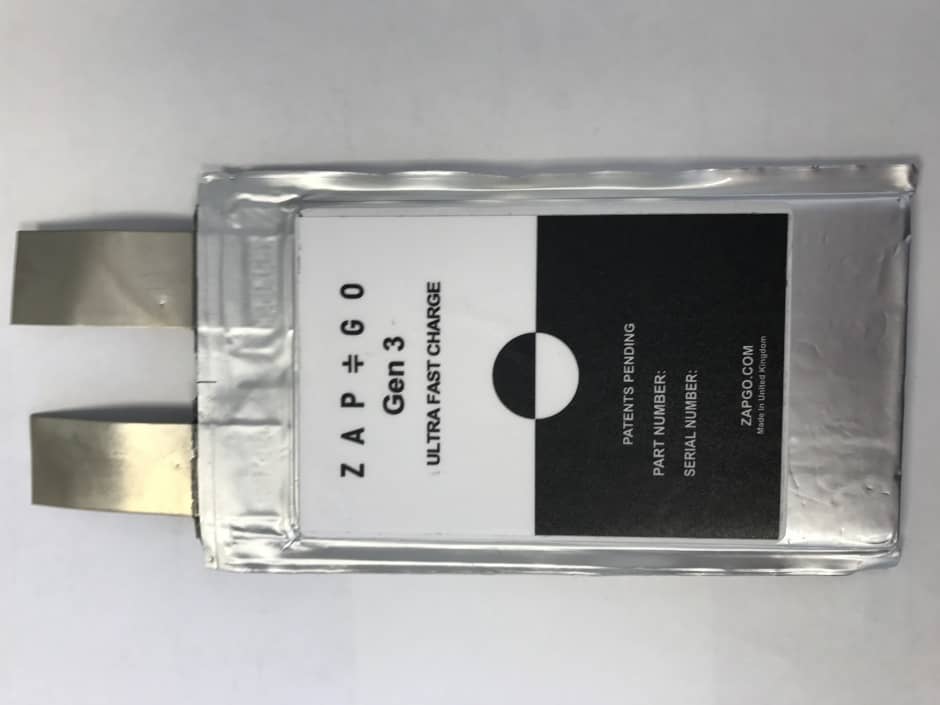 ZAP÷GO
Gen 3
ULTRA FAST CHARGE
PATENTS PENDING
PART NUMBER:
SERIAL NUMBER:
ZAPGO.COM
Made In United Kingdom